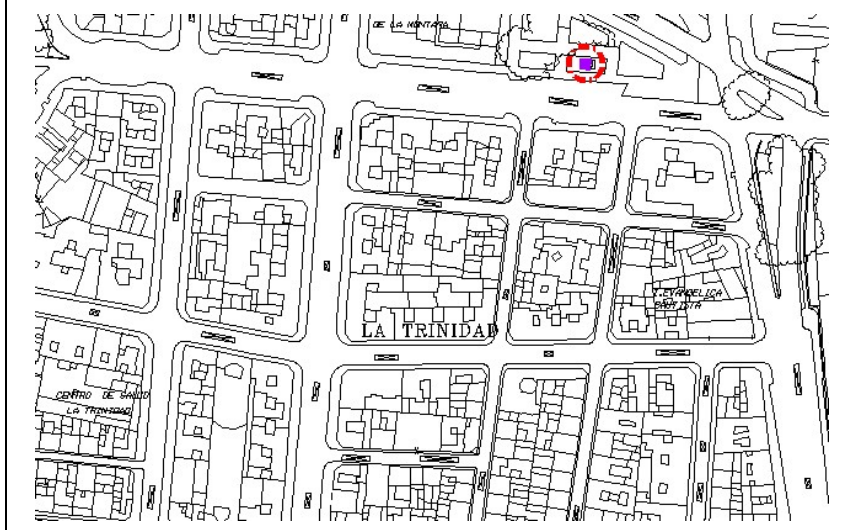 DE LA MONTAÑA
I.EVANGELICA
BAUTISTA
LA TRINIDAD
CENTRO DE SALUD
LA TRINIDAD